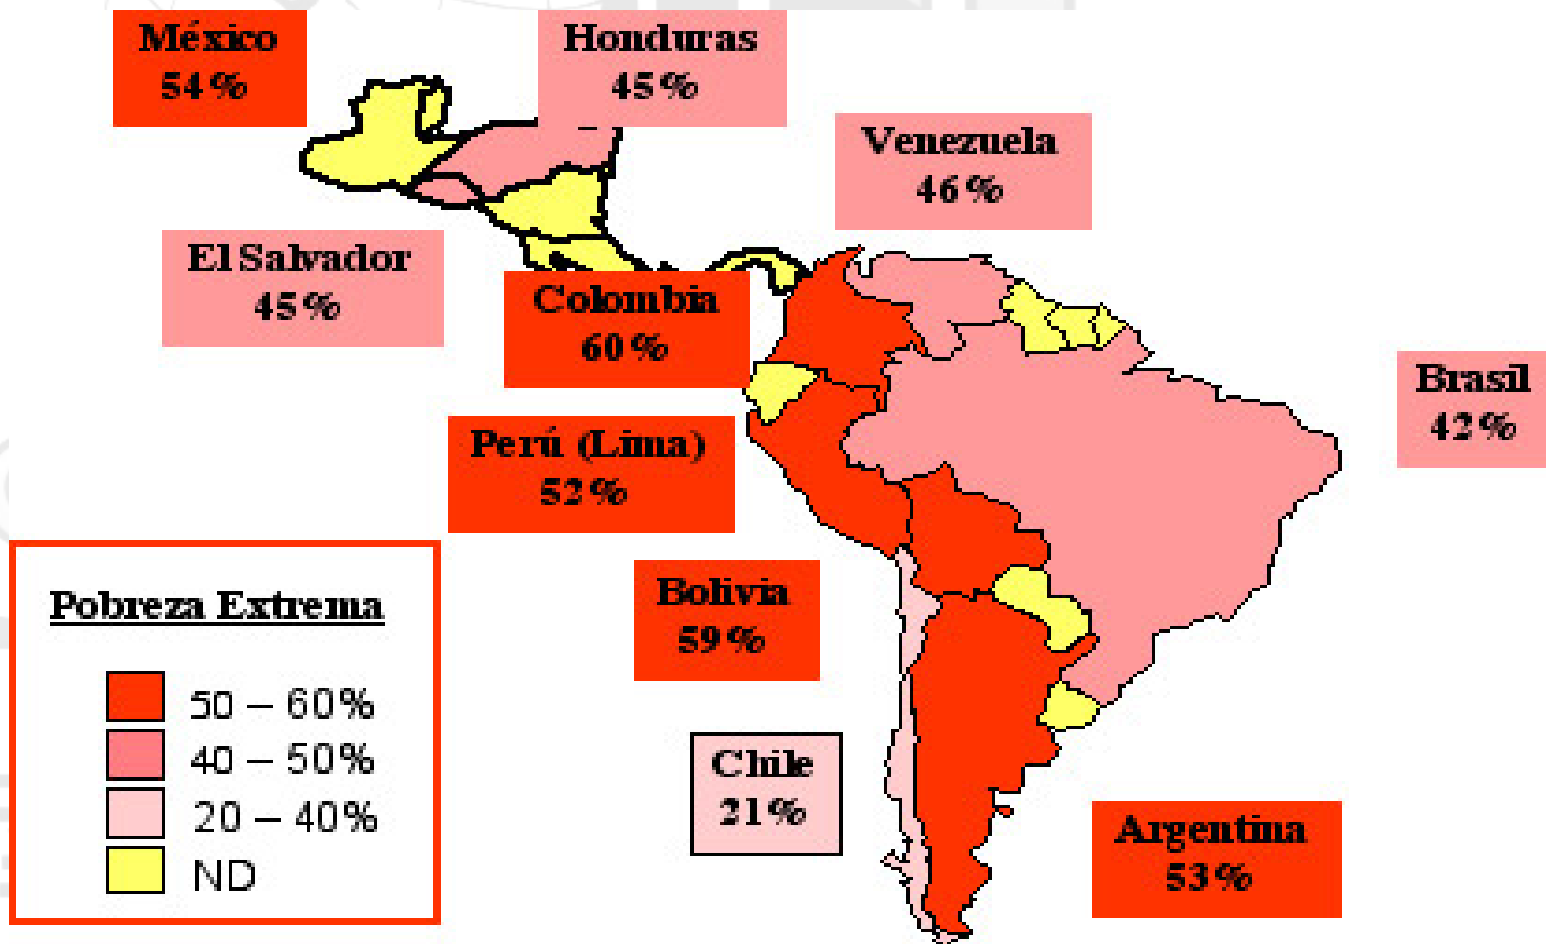 México
54%
Honduras
45%
Venezuela
46%
El Salvador
45%
Colombia
60%
Brasil
42%
Perú (Lima)
52%
Bolivia
59%
Chile
21%
Argentina
53%
Pobreza Extrema
50 – 60%
40 – 50%
20 – 40%
ND